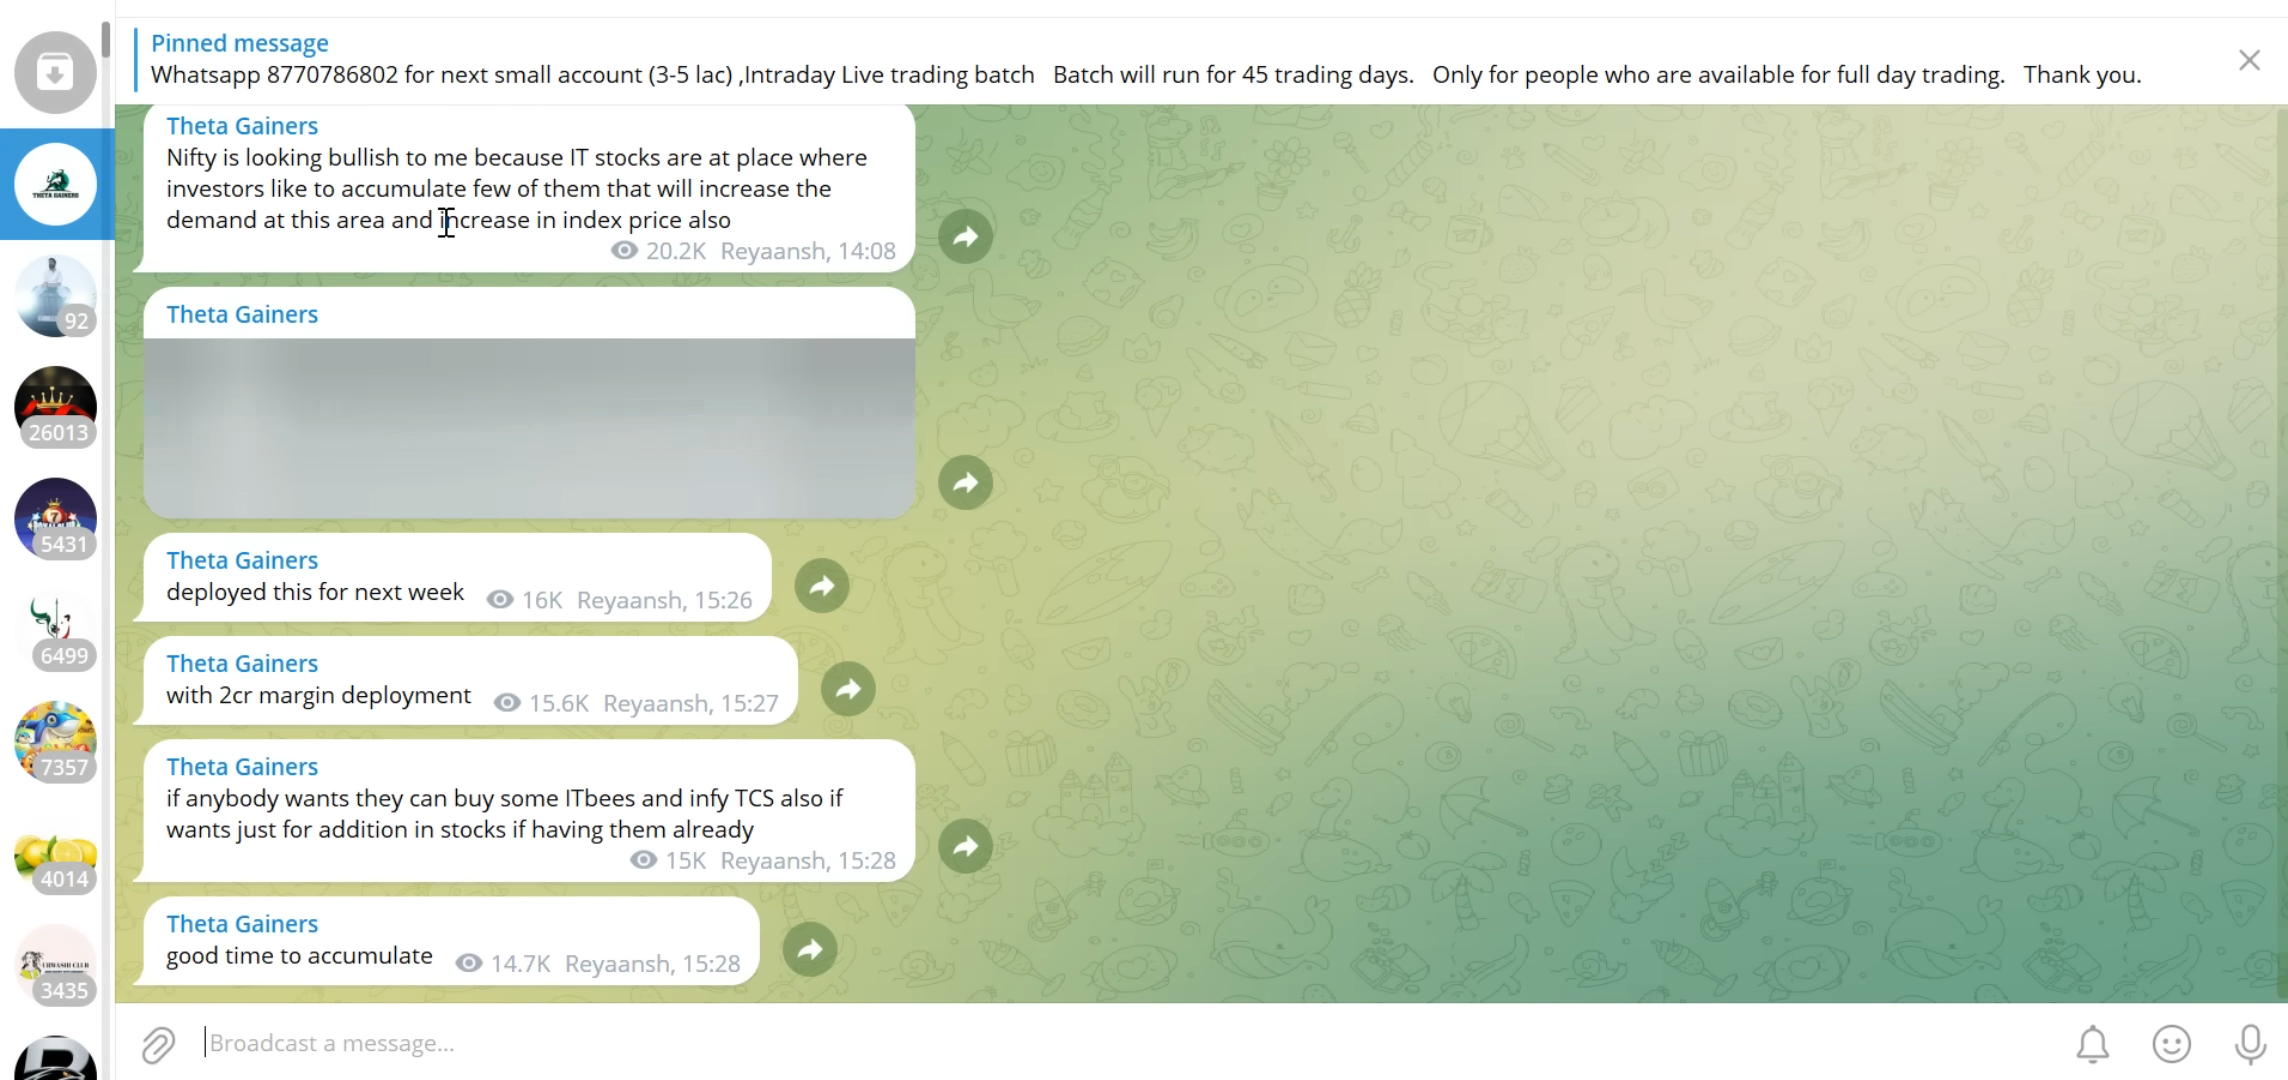 Pinned message
Whatsapp 8770786802 for next small account (3-5 lac) ,Intraday Live trading batch   Batch will run for 45 trading days.   Only for people who are available for full day trading.   Thank you.
Theta Gainers
Nifty is looking bullish to me because IT stocks are at place where
investors like to accumulate few of them that will increase the
demand at this area and increase in index price also
20.2K Reyaansh, 14:08
THETA GAINERS
Theta Gainers
92
26013
5431
Theta Gainers
deployed this for next week 16K Reyaansh, 15:26
6499
Theta Gainers
with 2cr margin deployment 15.6K Reyaansh, 15:27
7357
Theta Gainers
if anybody wants they can buy some ITbees and infy TCS also if
wants just for addition in stocks if having them already
15K Reyaansh, 15:28
4014
Theta Gainers
good time to accumulate 14.7K Reyaansh, 15:28
3435
Broadcast a message...